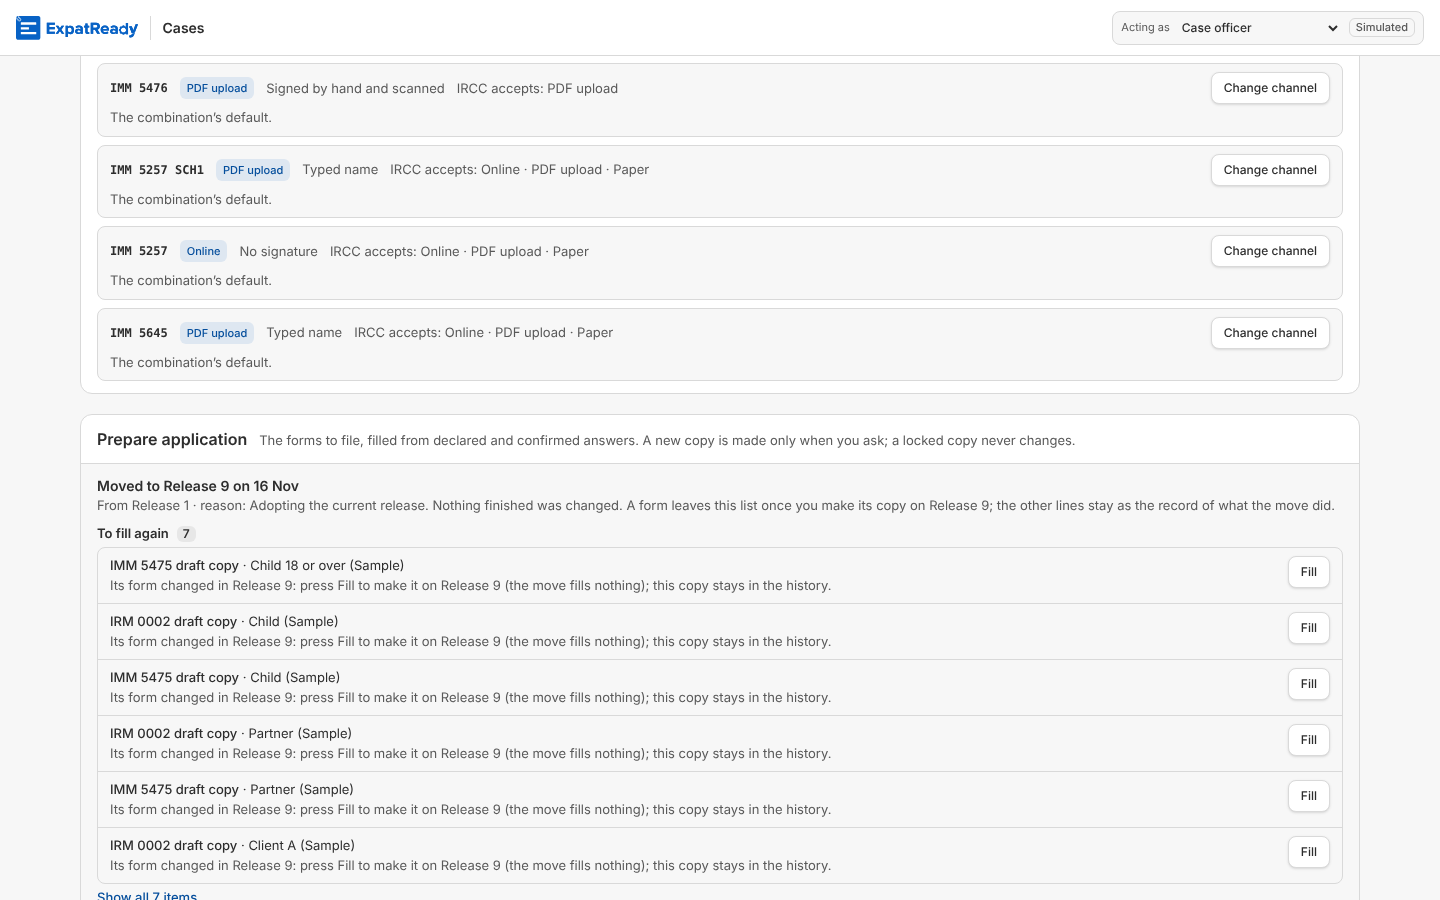 ExpatReady
Cases
Acting as Case officer Simulated
IMM 5476 PDF upload Signed by hand and scanned IRCC accepts: PDF upload Change channel
The combination’s default.
IMM 5257 SCH1 PDF upload Typed name IRCC accepts: Online · PDF upload · Paper Change channel
The combination’s default.
IMM 5257 Online No signature IRCC accepts: Online · PDF upload · Paper Change channel
The combination’s default.
IMM 5645 PDF upload Typed name IRCC accepts: Online · PDF upload · Paper Change channel
The combination’s default.
Prepare application The forms to file, filled from declared and confirmed answers. A new copy is made only when you ask; a locked copy never changes.
Moved to Release 9 on 16 Nov
From Release 1 · reason: Adopting the current release. Nothing finished was changed. A form leaves this list once you make its copy on Release 9; the other lines stay as the record of what the move did.
To fill again 7
IMM 5475 draft copy · Child 18 or over (Sample) Fill
Its form changed in Release 9: press Fill to make it on Release 9 (the move fills nothing); this copy stays in the history.
IRM 0002 draft copy · Child (Sample) Fill
Its form changed in Release 9: press Fill to make it on Release 9 (the move fills nothing); this copy stays in the history.
IMM 5475 draft copy · Child (Sample) Fill
Its form changed in Release 9: press Fill to make it on Release 9 (the move fills nothing); this copy stays in the history.
IRM 0002 draft copy · Partner (Sample) Fill
Its form changed in Release 9: press Fill to make it on Release 9 (the move fills nothing); this copy stays in the history.
IMM 5475 draft copy · Partner (Sample) Fill
Its form changed in Release 9: press Fill to make it on Release 9 (the move fills nothing); this copy stays in the history.
IRM 0002 draft copy · Client A (Sample) Fill
Its form changed in Release 9: press Fill to make it on Release 9 (the move fills nothing); this copy stays in the history.
Show all 7 items